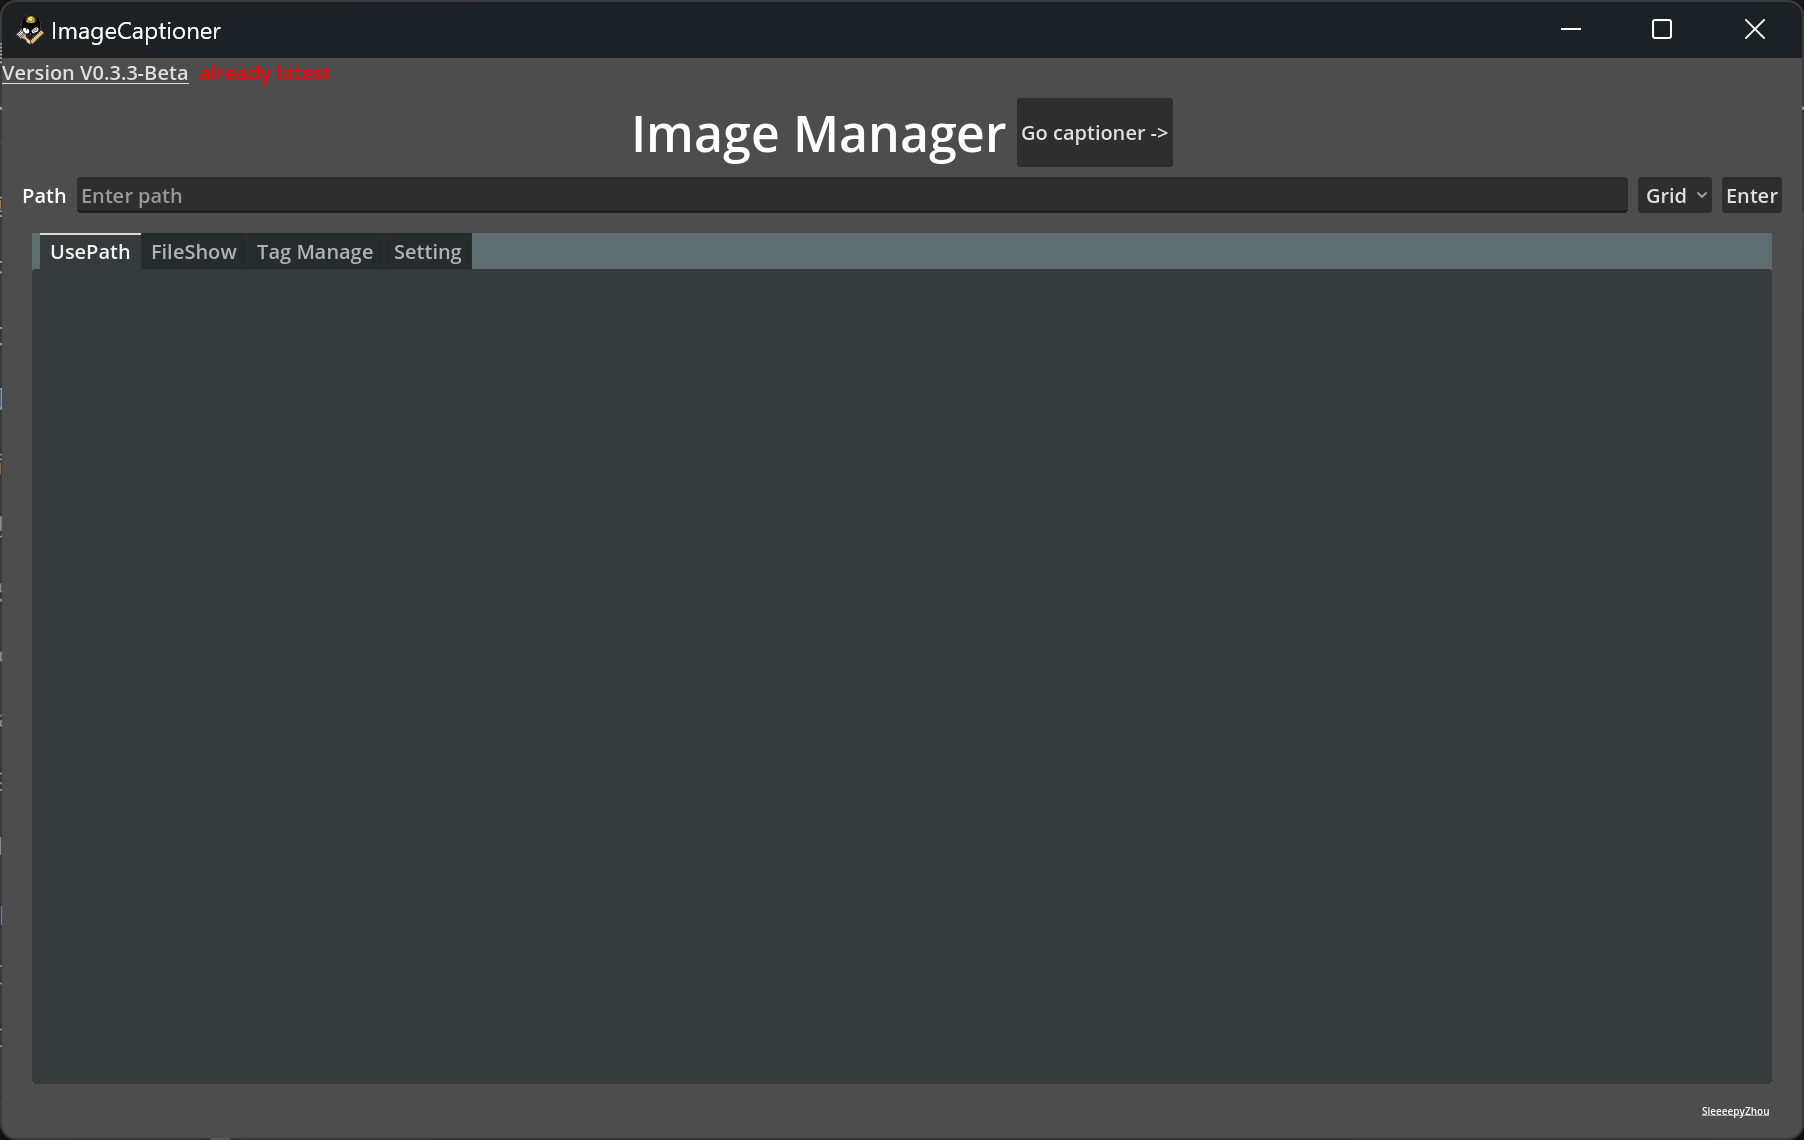 ImageCaptioner
Version V0.3.3-Beta already latest
Image Manager Go captioner ->
Path Enter path Grid Enter
UsePath FileShow Tag Manage Setting
SleeeepyZhou